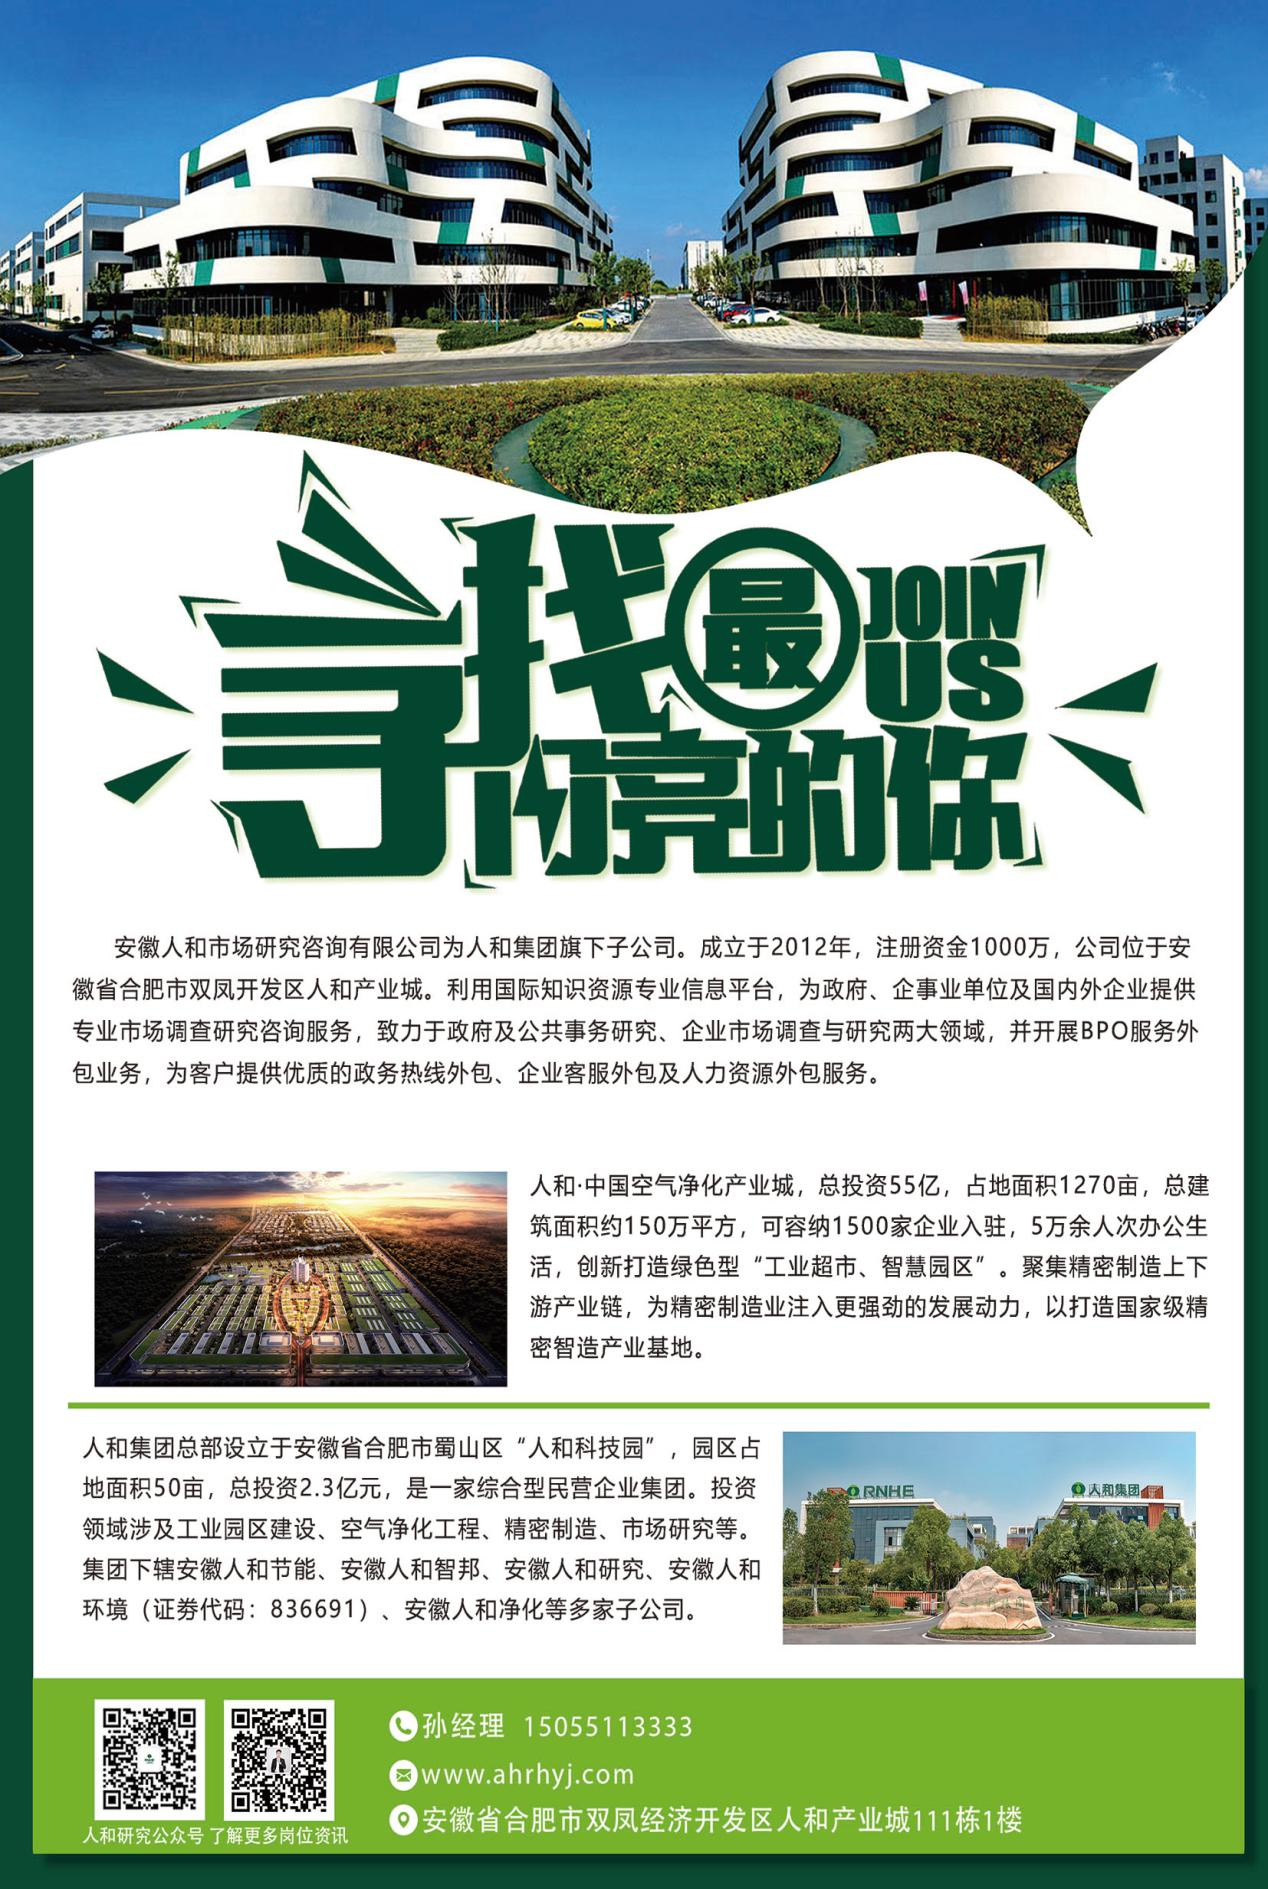 寻找最闪亮的你
JOIN
US
安徽人和市场研究咨询有限公司为人和集团旗下子公司。成立于2012年，注册资金1000万，公司位于安
徽省合肥市双凤开发区人和产业城。利用国际知识资源专业信息平台，为政府、企事业单位及国内外企业提供
专业市场调查研究咨询服务，致力于政府及公共事务研究、企业市场调查与研究两大领域，并开展BPO服务外
包业务，为客户提供优质的政务热线外包、企业客服外包及人力资源外包服务。
人和·中国空气净化产业城，总投资55亿，占地面积1270亩，总建
筑面积约150万平方，可容纳1500家企业入驻，5万余人次办公生
活，创新打造绿色型“工业超市、智慧园区”。聚集精密制造上下
游产业链，为精密制造业注入更强劲的发展动力，以打造国家级精
密智造产业基地。
人和集团总部设立于安徽省合肥市蜀山区“人和科技园”，园区占
地面积50亩，总投资2.3亿元，是一家综合型民营企业集团。投资
领域涉及工业园区建设、空气净化工程、精密制造、市场研究等。
集团下辖安徽人和节能、安徽人和智邦、安徽人和研究、安徽人和
环境（证券代码：836691）、安徽人和净化等多家子公司。
RNHE
人和集团
孙经理 15055113333
www.ahrhyj.com
安徽省合肥市双凤经济开发区人和产业城111栋1楼
人和研究公众号 了解更多岗位资讯